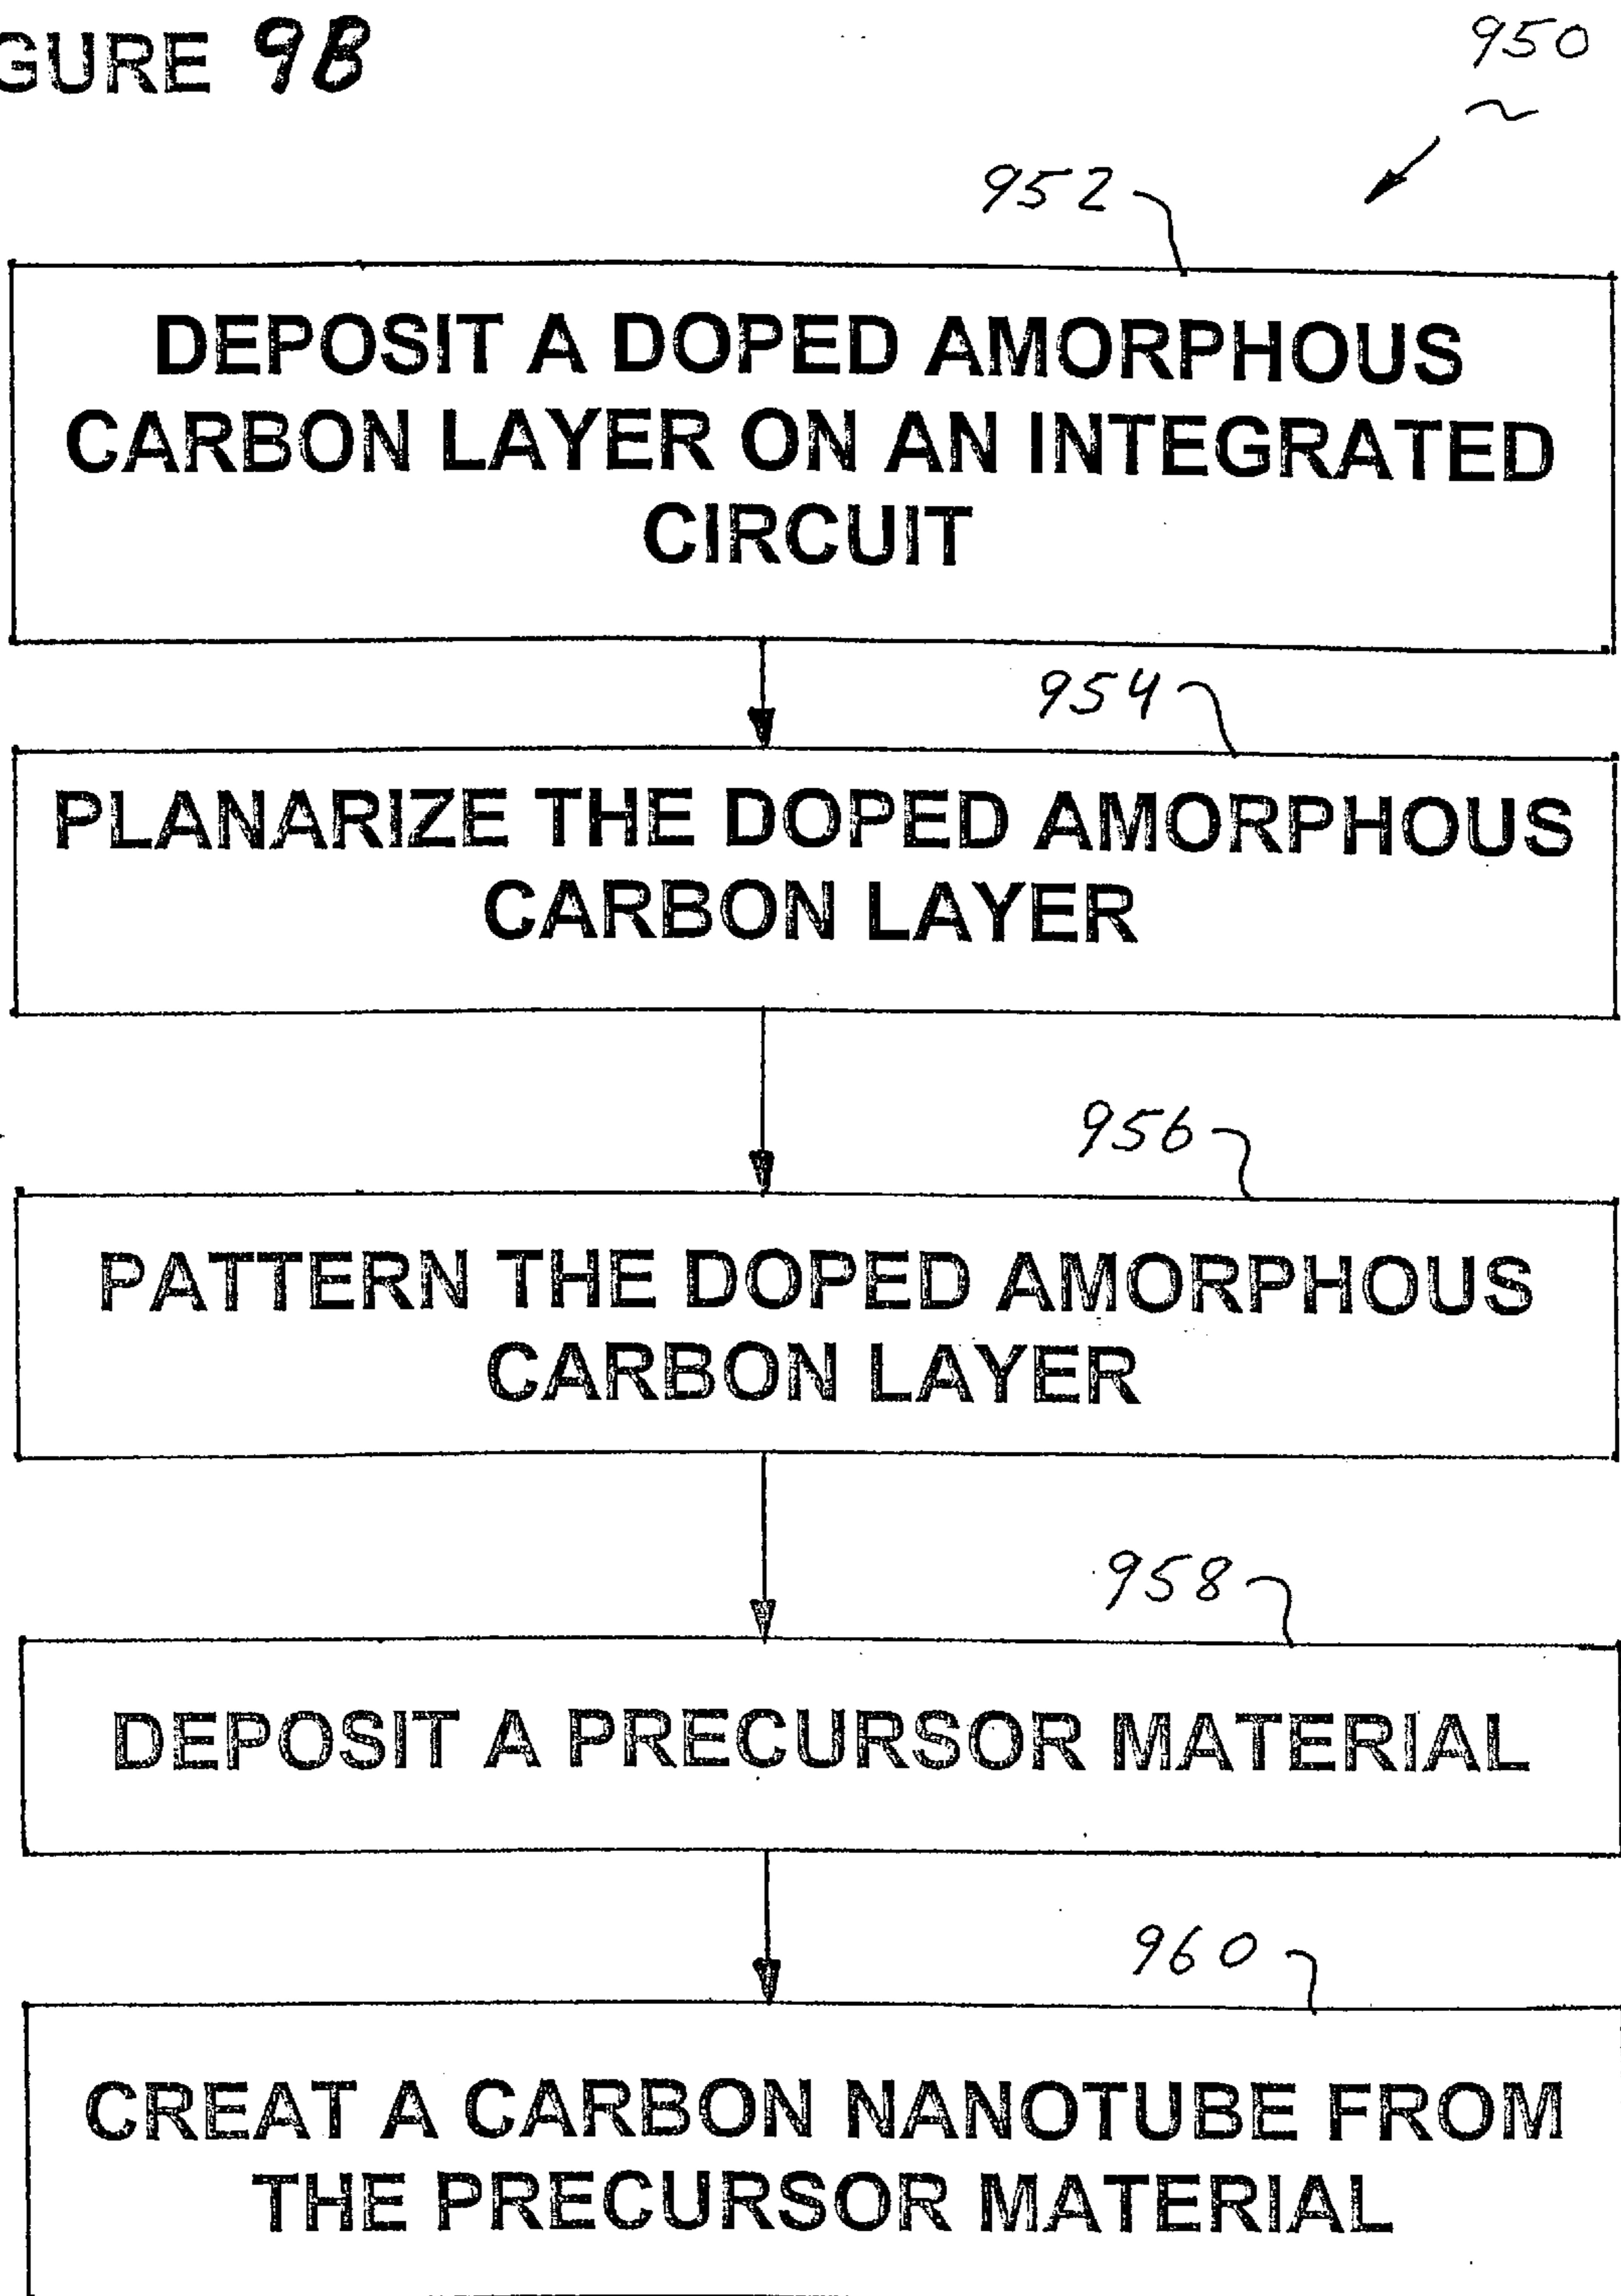 GURE 9B
950
952
DEPOSIT A DOPED AMORPHOUS
CARBON LAYER ON AN INTEGRATED
CIRCUIT
954
PLANARIZE THE DOPED AMORPHOUS
CARBON LAYER
956
PATTERN THE DOPED AMORPHOUS
CARBON LAYER
958
DEPOSIT A PRECURSOR MATERIAL
960
CREAT A CARBON NANOTUBE FROM
THE PRECURSOR MATERIAL